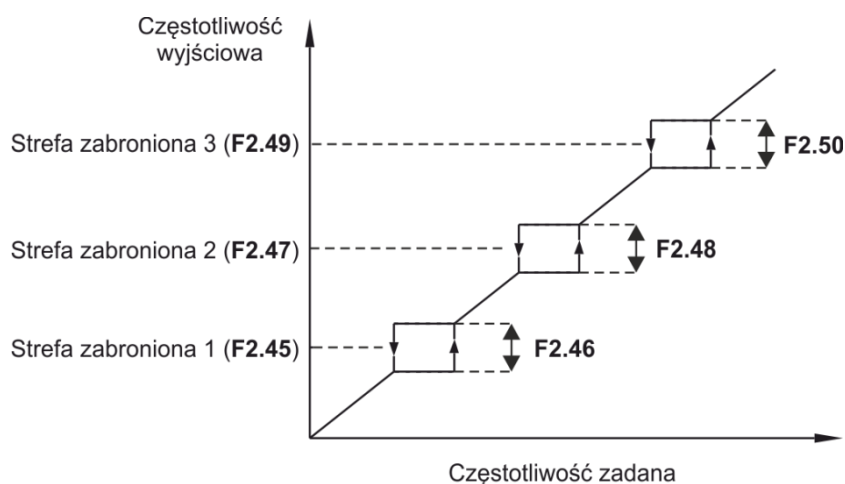 Częstotliwość
wyjściowa
Strefa zabroniona 3 (F2.49)
F2.50
Strefa zabroniona 2 (F2.47)
F2.48
Strefa zabroniona 1 (F2.45)
F2.46
Częstotliwość zadana